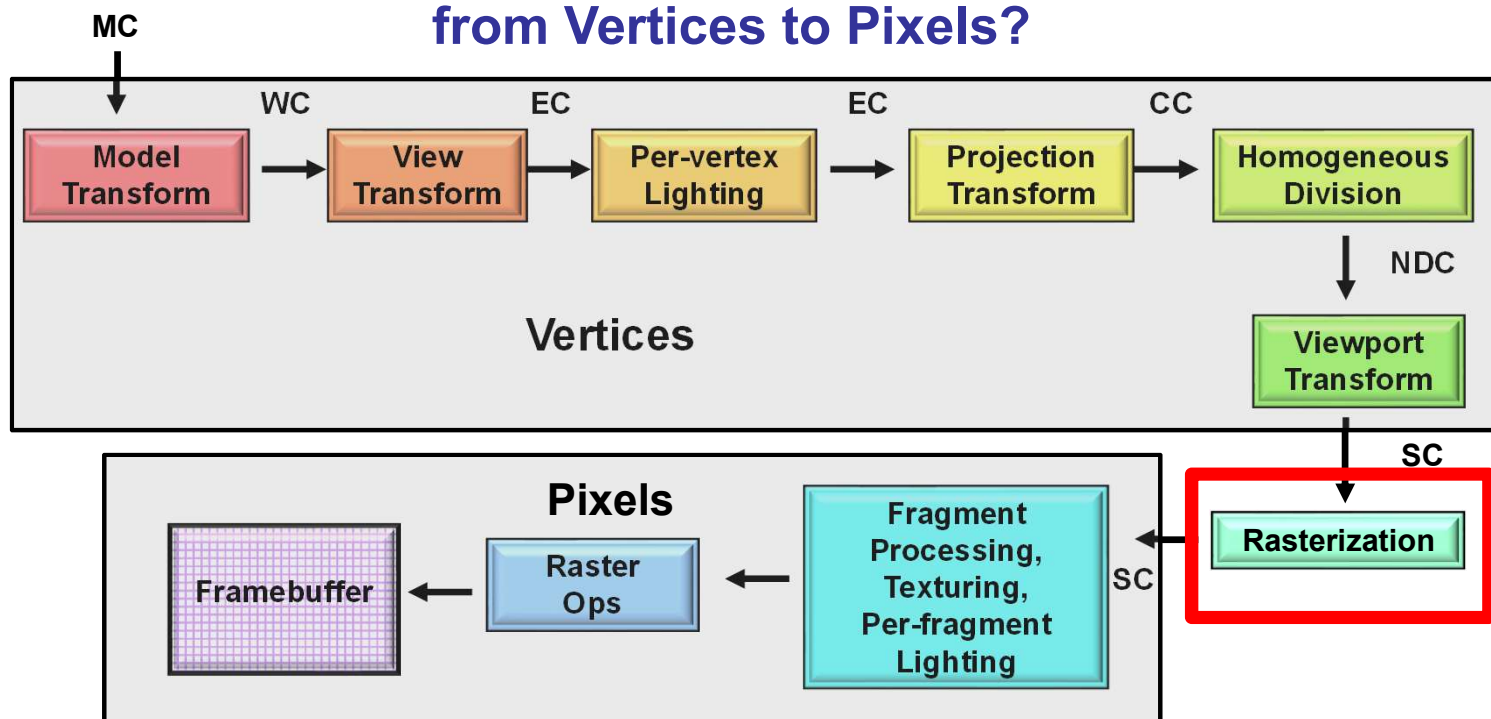 from Vertices to Pixels?
MC
WC
EC
EC
CC
Model
Transform
View
Transform
Per-vertex
Lighting
Projection
Transform
Homogeneous
Division
NDC
Vertices
Viewport
Transform
SC
Rasterization
SC
Pixels
Fragment
Processing,
Texturing,
Per-fragment
Lighting
Raster
Ops
Framebuffer